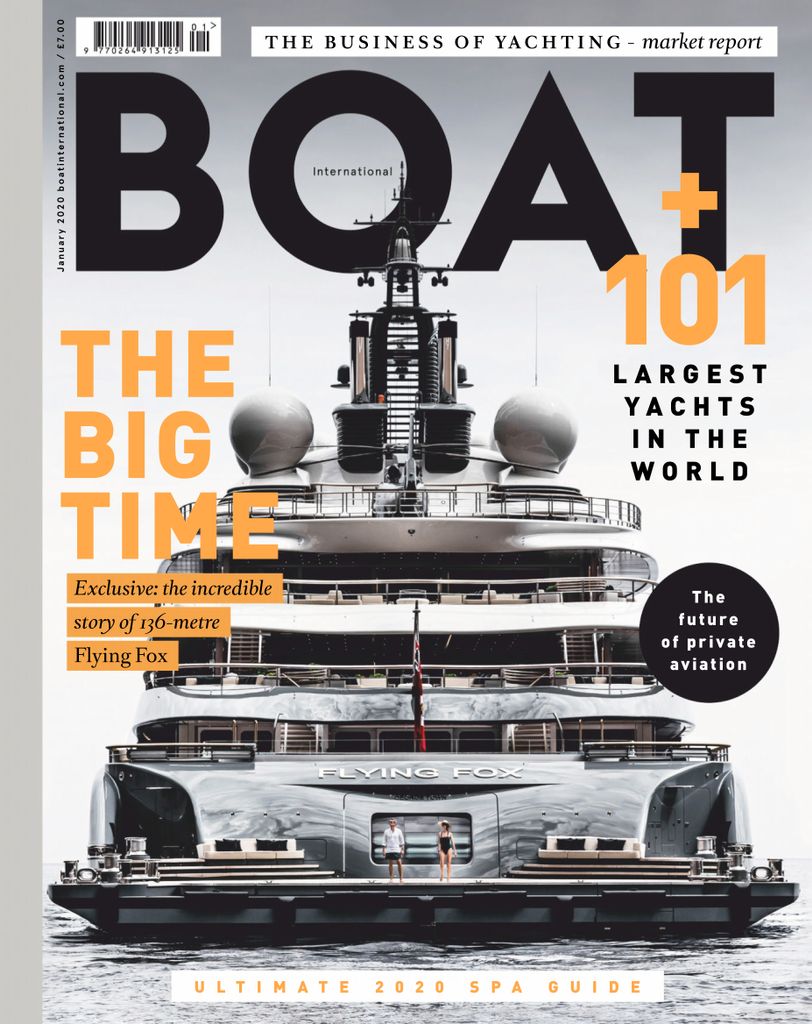 January 2020 boatinternational.com / £7.00
01>
9 770264 913125
THE BUSINESS OF YACHTING - market report
BOAT
International
+
101
LARGEST
YACHTS
IN THE
WORLD
THE
BIG
TIME
Exclusive: the incredible
story of 136-metre
Flying Fox
The
future
of private
aviation
FLYING FOX
ULTIMATE 2020 SPA GUIDE